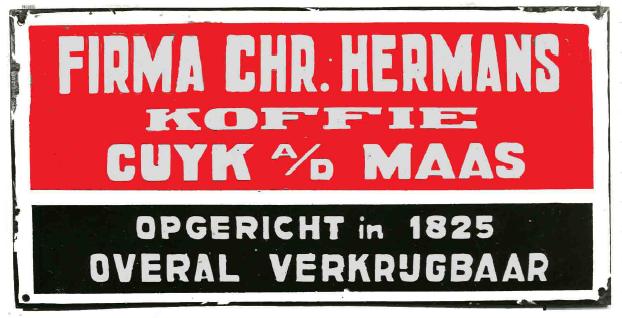 FIRMA CHR. HERMANS
KOFFIE
CUYK A/D MAAS
OPGERICHT in 1825
OVERAL VERKRIJGBAAR